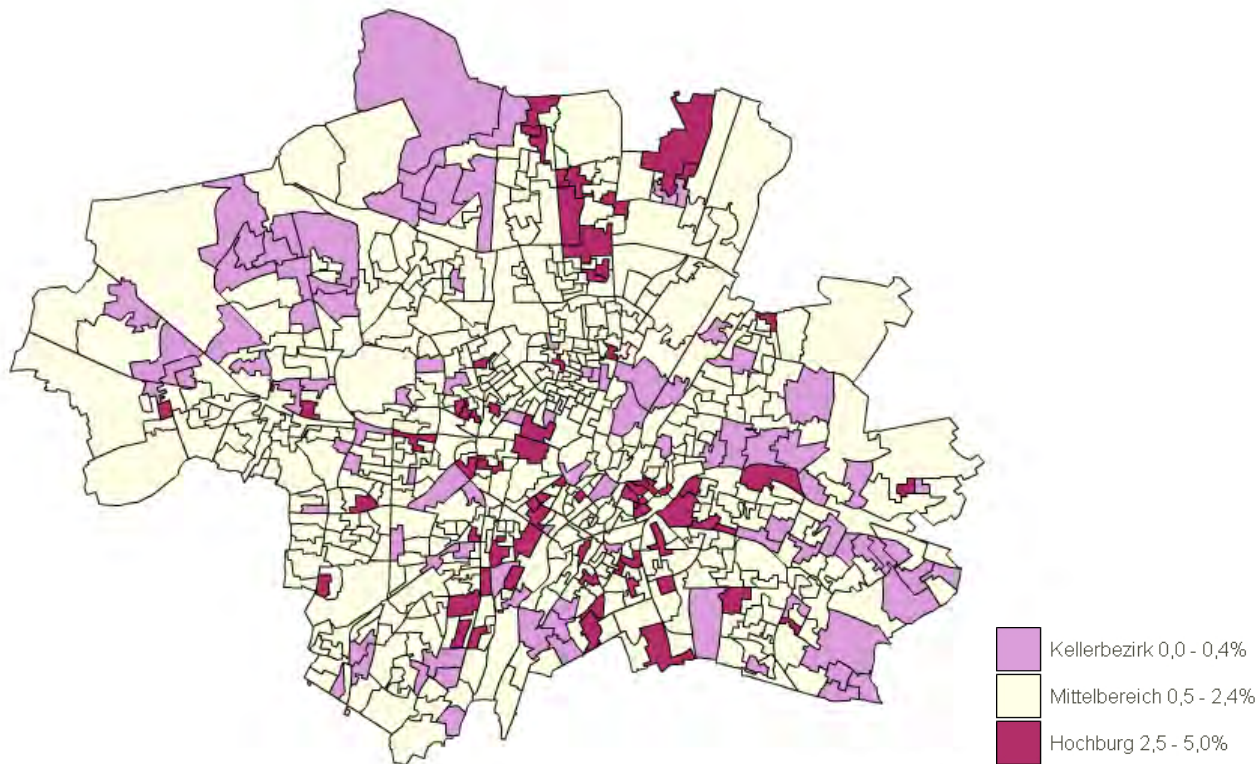 Kellerbezirk 0,0 - 0,4%
Mittelbereich 0,5 - 2,4%
Hochburg 2,5 - 5,0%